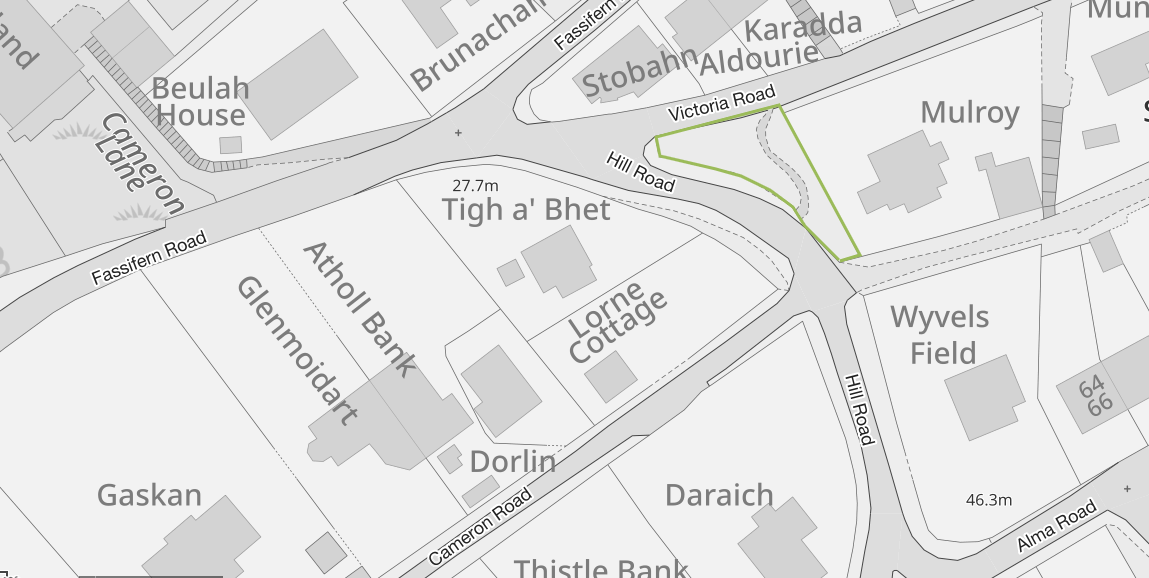 Mun
Karadda
Fassifern
Brunachan
Stobahn
Aldourie
land
Beulah
House
Victoria Road
Mulroy
Cameron
Lane
Hill Road
27.7m
Tigh a' Bhet
Fassifern Road
Atholl Bank
Glenmoidart
Lorne
Cottage
Wyvels
Field
Hill Road
64
66
Dorlin
Gaskan
Daraich
46.3m
Cameron Road
Alma Road
Thistle Bank